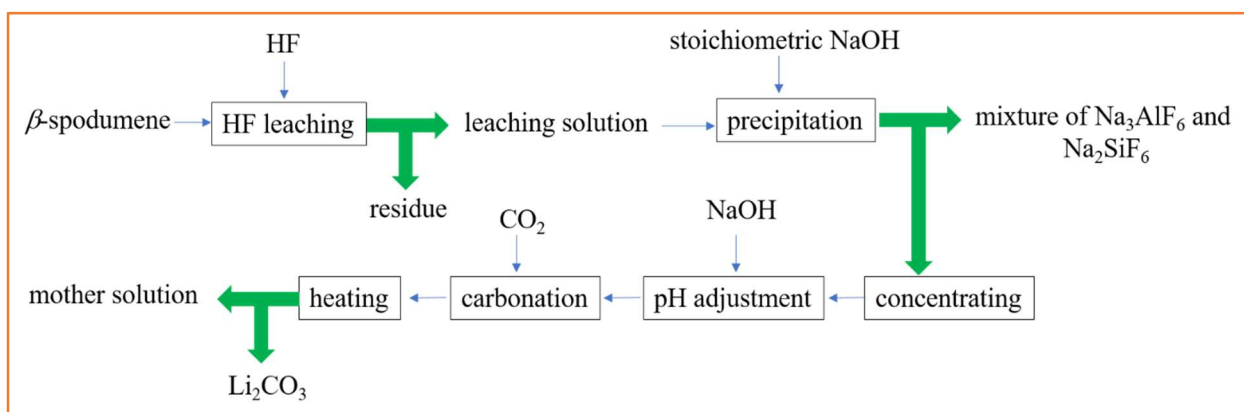 HF
stoichiometric NaOH
β-spodumene
HF leaching
leaching solution
precipitation
mixture of Na₃AlF₆ and
Na₂SiF₆
residue
CO₂
NaOH
mother solution
heating
carbonation
pH adjustment
concentrating
Li₂CO₃